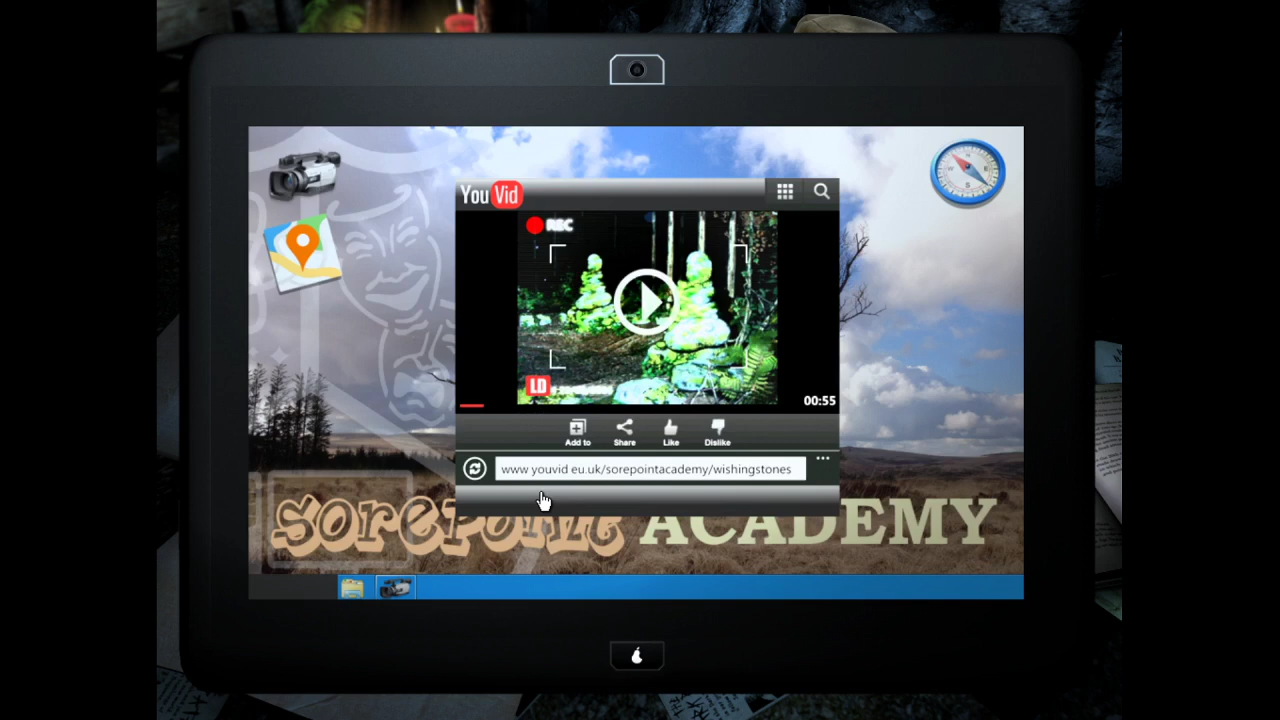 You Vid
REC
LD
00:55
Add to Share Like Dislike
www youvid eu.uk/sorepointacademy/wishingstones
Sorepoint ACADEMY